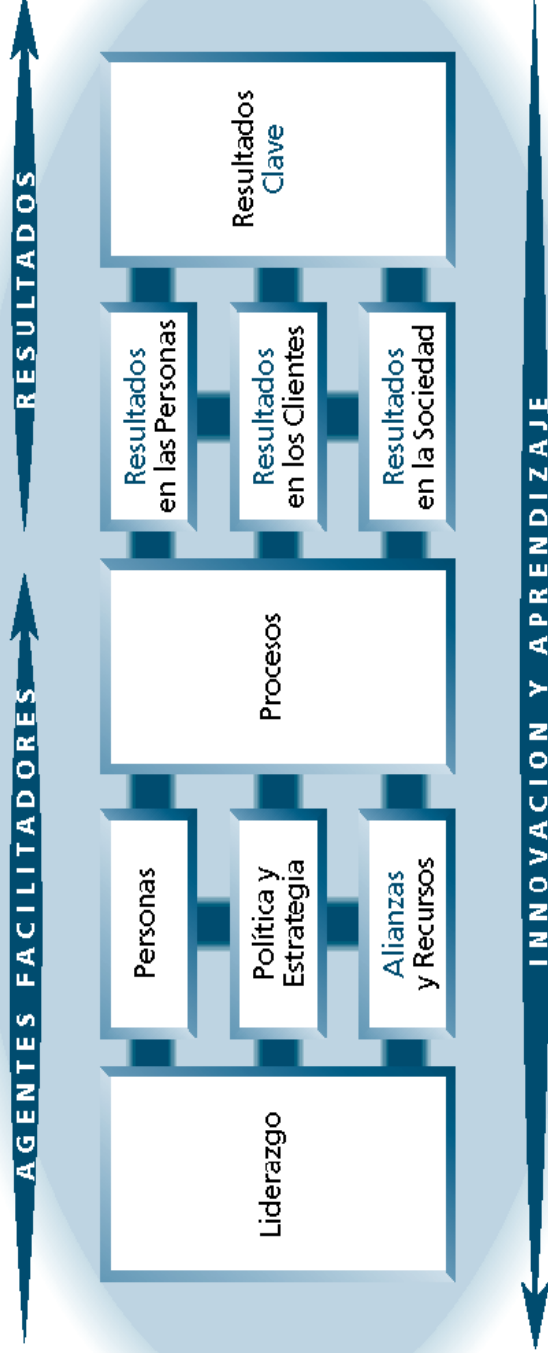 AGENTES FACILITADORES
RESULTADOS
Liderazgo
Personas
Política y
Estrategia
Alianzas
y Recursos
Procesos
Resultados
en las Personas
Resultados
en los Clientes
Resultados
en la Sociedad
Resultados
Clave
INNOVACION Y APRENDIZAJE